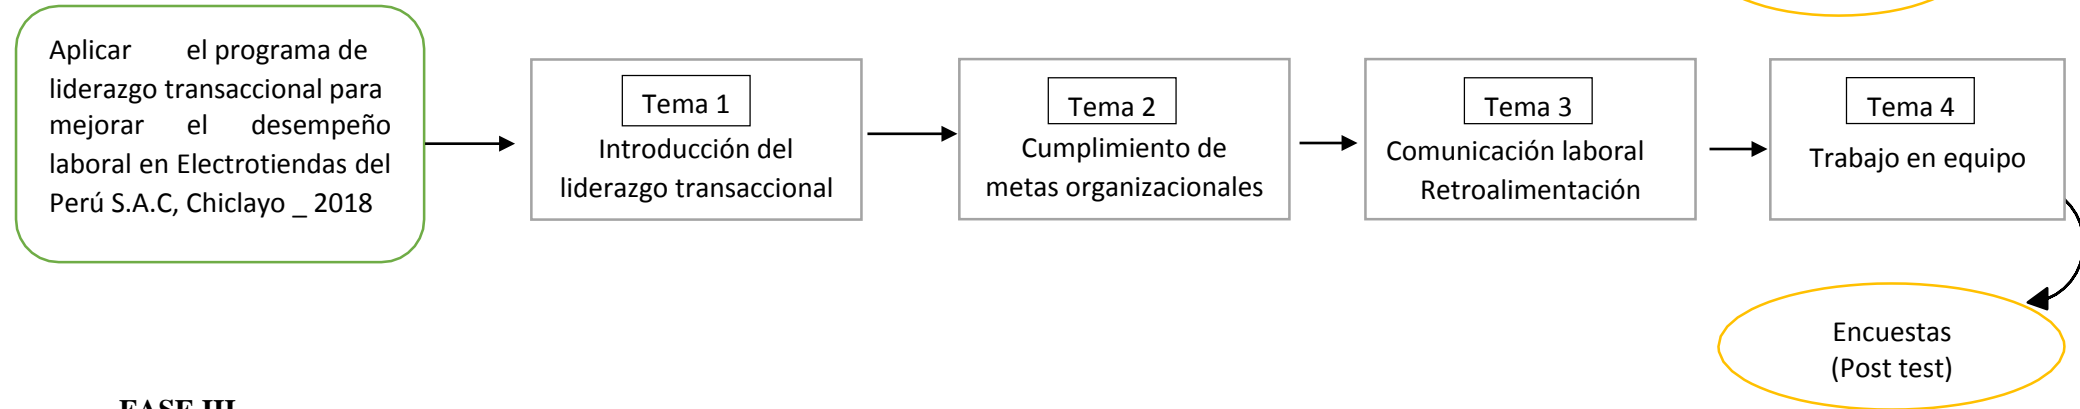 Aplicar el programa de
liderazgo transaccional para
mejorar el desempeño
laboral en Electrotiendas del
Perú S.A.C, Chiclayo _ 2018
Tema 1
Introducción del
liderazgo transaccional
Tema 2
Cumplimiento de
metas organizacionales
Tema 3
Comunicación laboral
Retroalimentación
Tema 4
Trabajo en equipo
Encuestas
(Post test)
FASE III